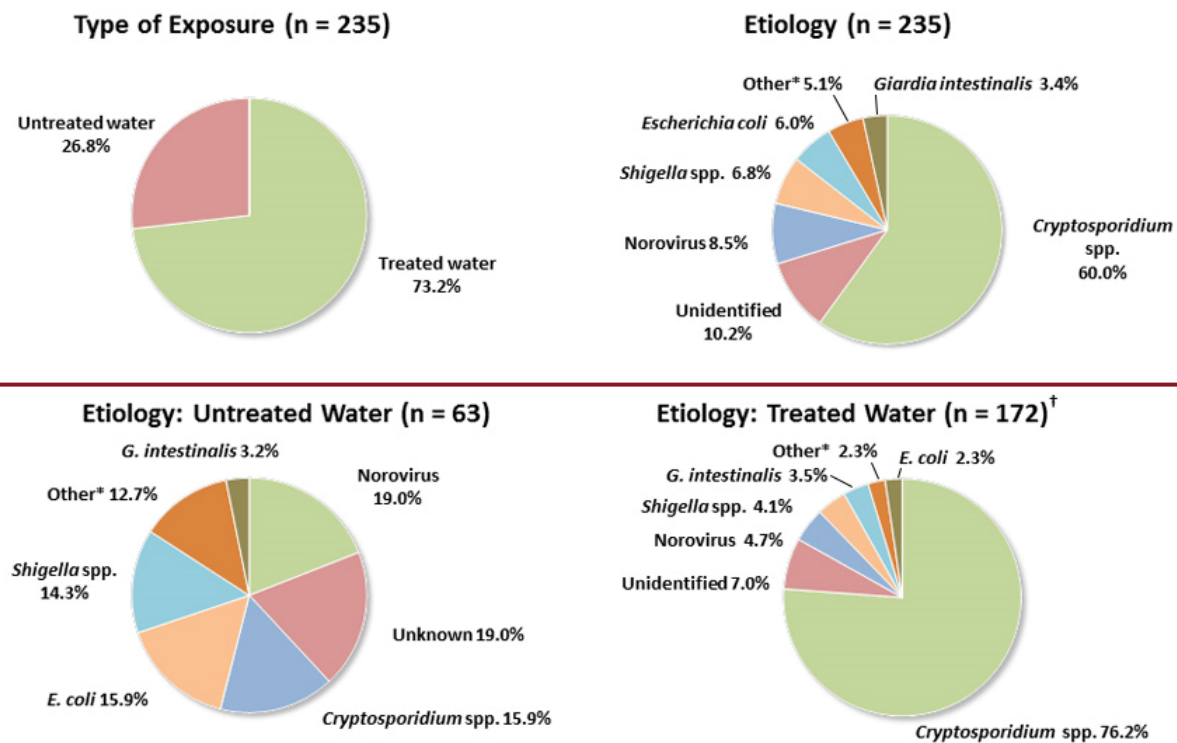 Type of Exposure (n = 235)
Untreated water
26.8%
Treated water
73.2%
Etiology (n = 235)
Other* 5.1%
Giardia intestinalis 3.4%
Escherichia coli 6.0%
Shigella spp. 6.8%
Norovirus 8.5%
Unidentified
10.2%
Cryptosporidium
spp.
60.0%
Etiology: Untreated Water (n = 63)
G. intestinalis 3.2%
Other* 12.7%
Norovirus
19.0%
Shigella spp.
14.3%
Unknown 19.0%
E. coli 15.9%
Cryptosporidium spp. 15.9%
Etiology: Treated Water (n = 172)†
Other* 2.3%
E. coli 2.3%
G. intestinalis 3.5%
Shigella spp. 4.1%
Norovirus 4.7%
Unidentified 7.0%
Cryptosporidium spp. 76.2%